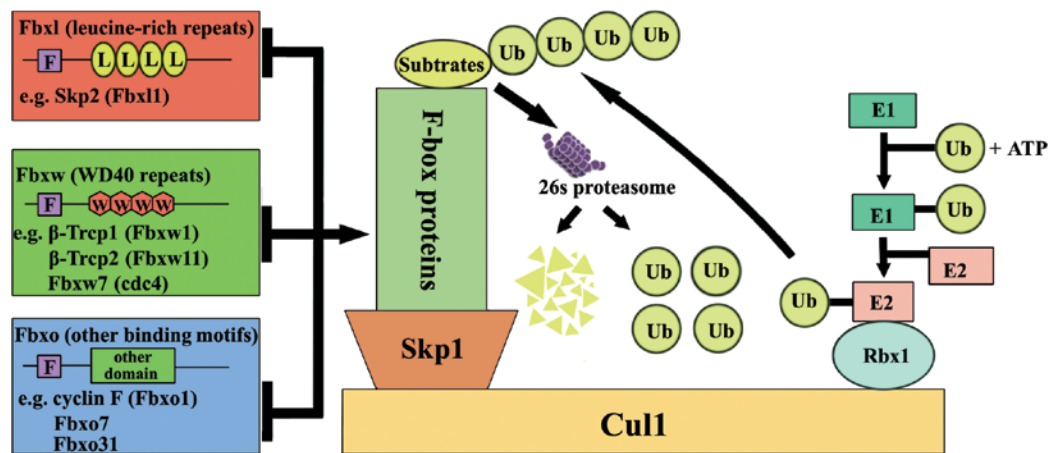 Fbxl (leucine-rich repeats)
F L L L L
e.g. Skp2 (Fbxl1)
Fbxw (WD40 repeats)
F W W W W
e.g. β-Trcp1 (Fbxw1)
β-Trcp2 (Fbxw11)
Fbxw7 (cdc4)
Fbxo (other binding motifs)
F other
domain
e.g. cyclin F (Fbxo1)
Fbxo7
Fbxo31
Subtrates Ub Ub Ub Ub
F-box proteins
Skp1
Cul1
26s proteasome
Ub Ub
Ub Ub
E1
Ub + ATP
E1 Ub
E2
Ub E2
Rbx1